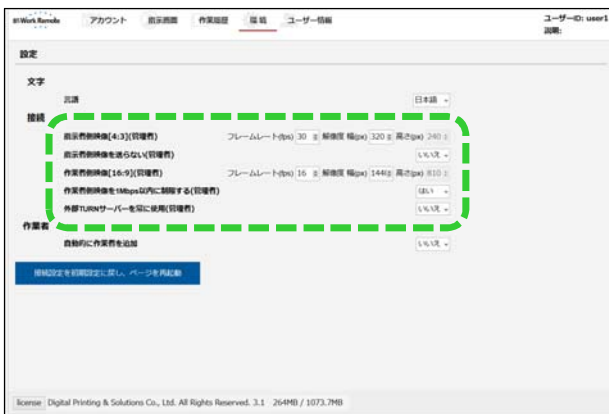 Work Remote アカウント 指示画面 作業履歴 環境 ユーザー情報 ユーザーID: user1
説明:
設定
文字
言語 日本語
接続
指示者側映像[4:3](管理者) フレームレート(fps) 30 解像度 幅(px) 320 高さ(px) 240
指示者側映像を送らない(管理者) いいえ
作業者側映像[16:9](管理者) フレームレート(fps) 16 解像度 幅(px) 1440 高さ(px) 810
作業者側映像を1Mbps以内に制限する(管理者) はい
外部TURNサーバーを常に使用(管理者) いいえ
作業者
自動的に作業者を追加 いいえ
接続設定を初期設定に戻し、ページを再起動
license Digital Printing & Solutions Co., Ltd. All Rights Reserved. 3.1 264MB / 1073.7MB